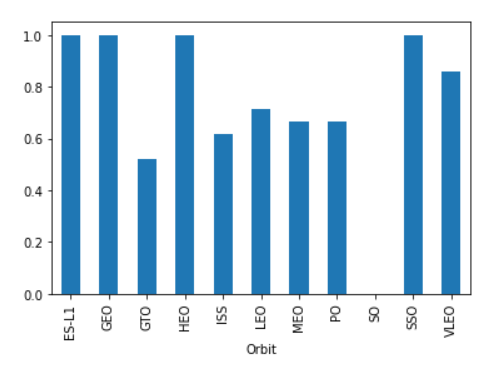 1.0
0.8
0.6
0.4
0.2
0.0
ES-L1
GEO
GTO
HEO
ISS
LEO
MEO
PO
SO
SSO
VLEO
Orbit